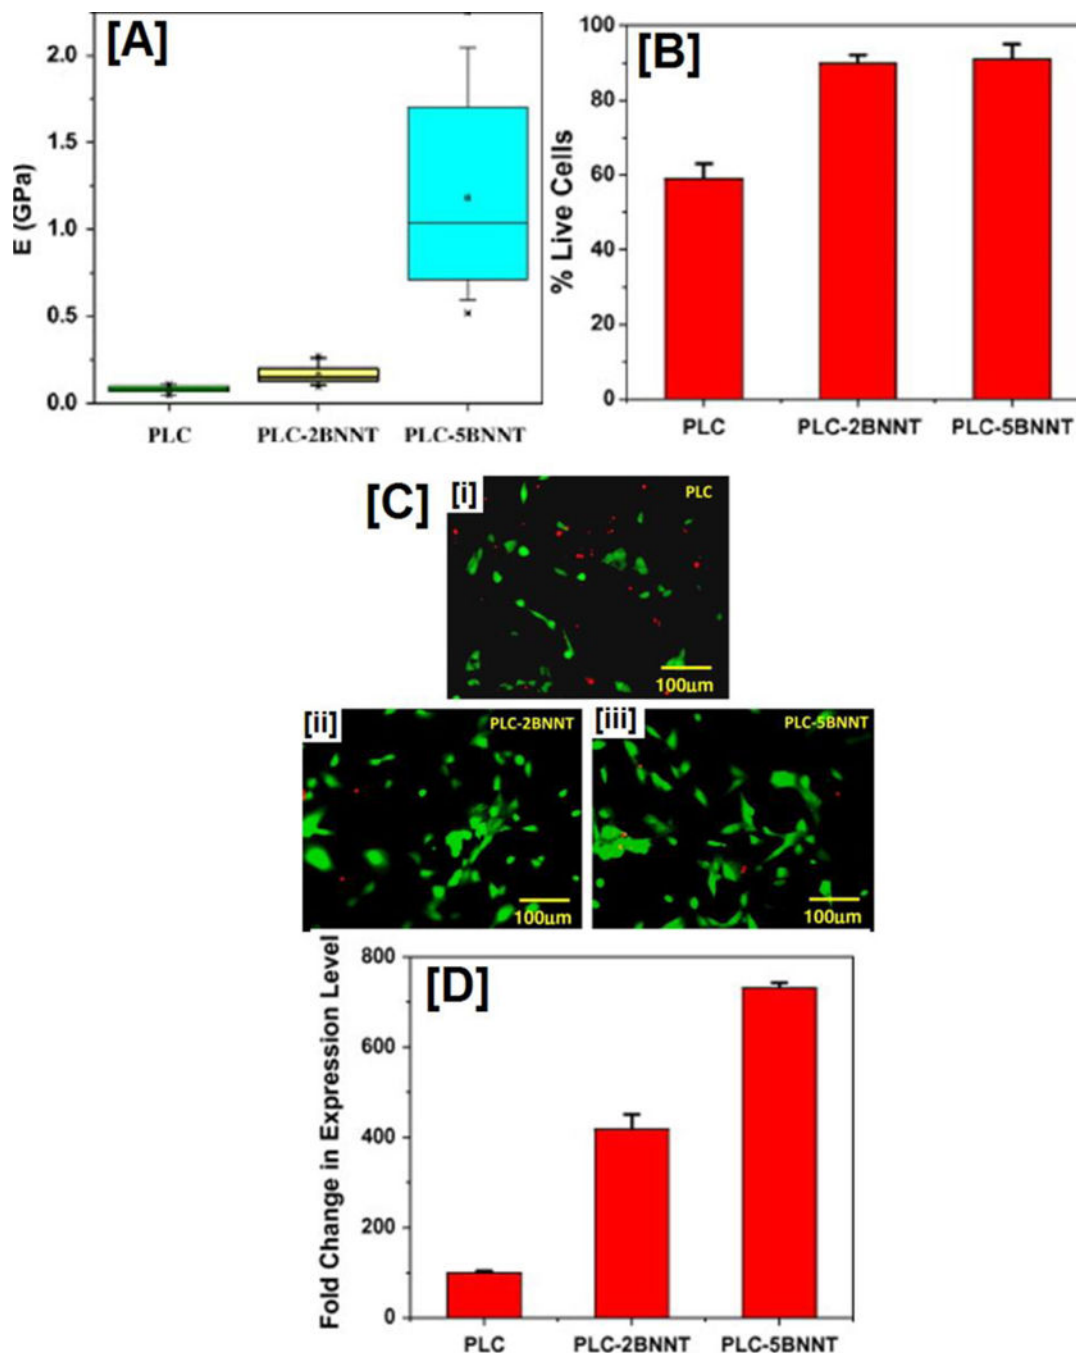 [A]
E (GPa)
2.0
1.5
1.0
0.5
0.0
PLC
PLC-2BNNT
PLC-5BNNT
[B]
% Live Cells
100
80
60
40
20
0
PLC
PLC-2BNNT
PLC-5BNNT
[C]
[i]
PLC
100μm
[ii]
PLC-2BNNT
100μm
[iii]
PLC-5BNNT
100μm
[D]
Fold Change in Expression Level
800
600
400
200
0
PLC
PLC-2BNNT
PLC-5BNNT